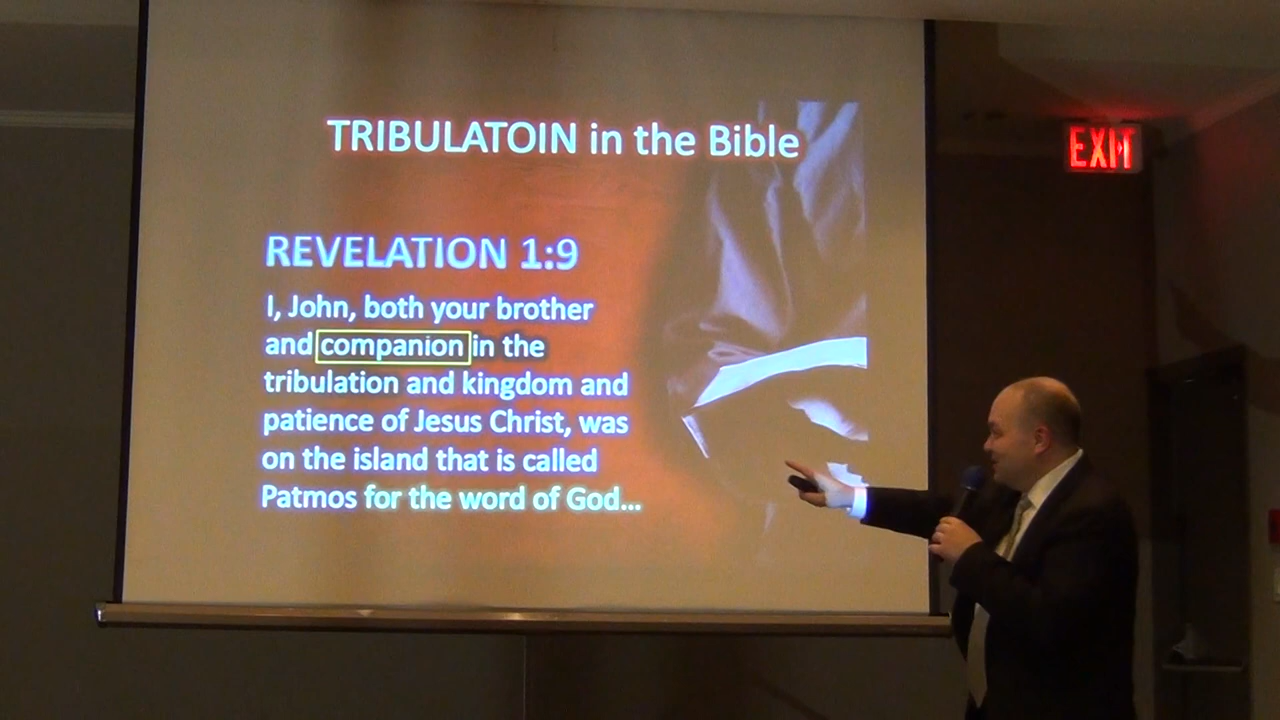 TRIBULATOIN in the Bible
REVELATION 1:9
I, John, both your brother
and companion in the
tribulation and kingdom and
patience of Jesus Christ, was
on the island that is called
Patmos for the word of God...
EXIT